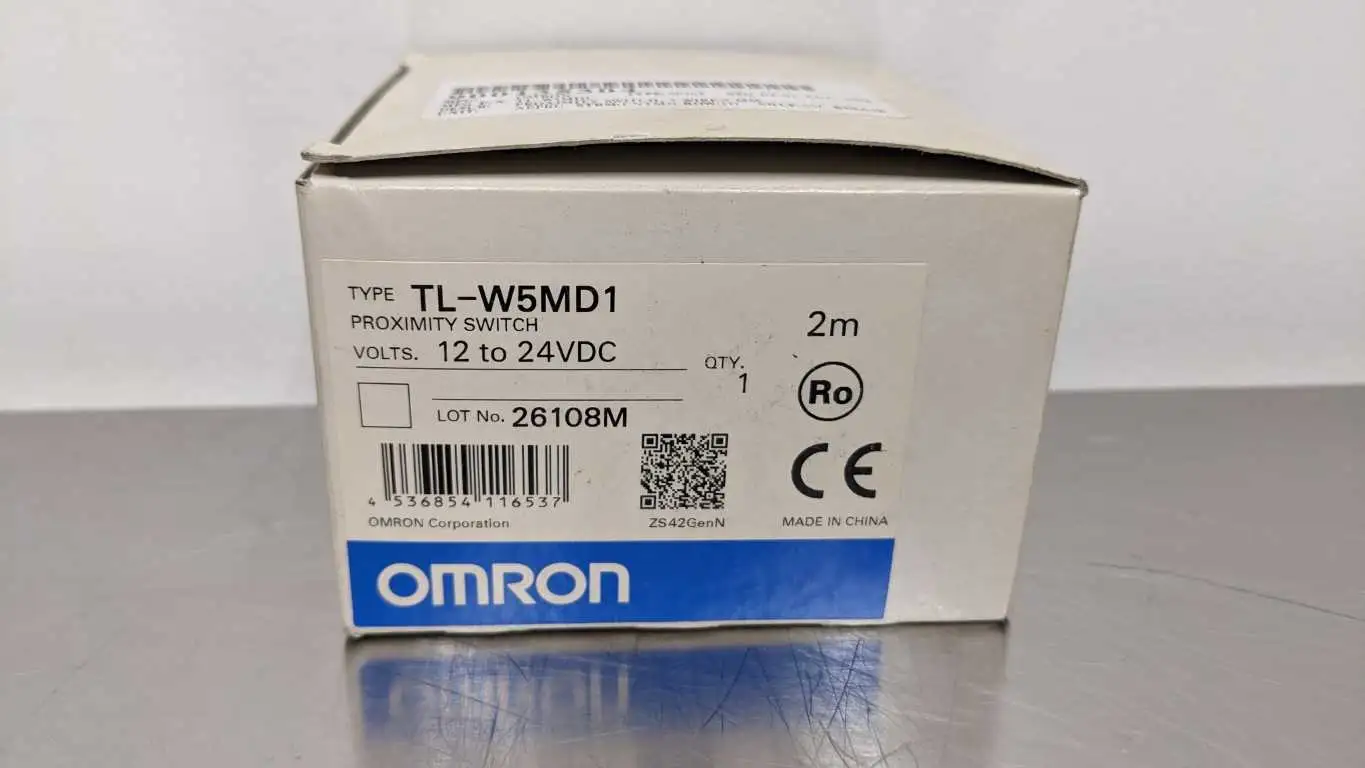 TYPE TL-W5MD1
PROXIMITY SWITCH
VOLTS. 12 to 24VDC
2m
QTY.
1
Ro
LOT No. 26108M
4 536854 116537
CE
OMRON Corporation
ZS42GenN
MADE IN CHINA
OMRON